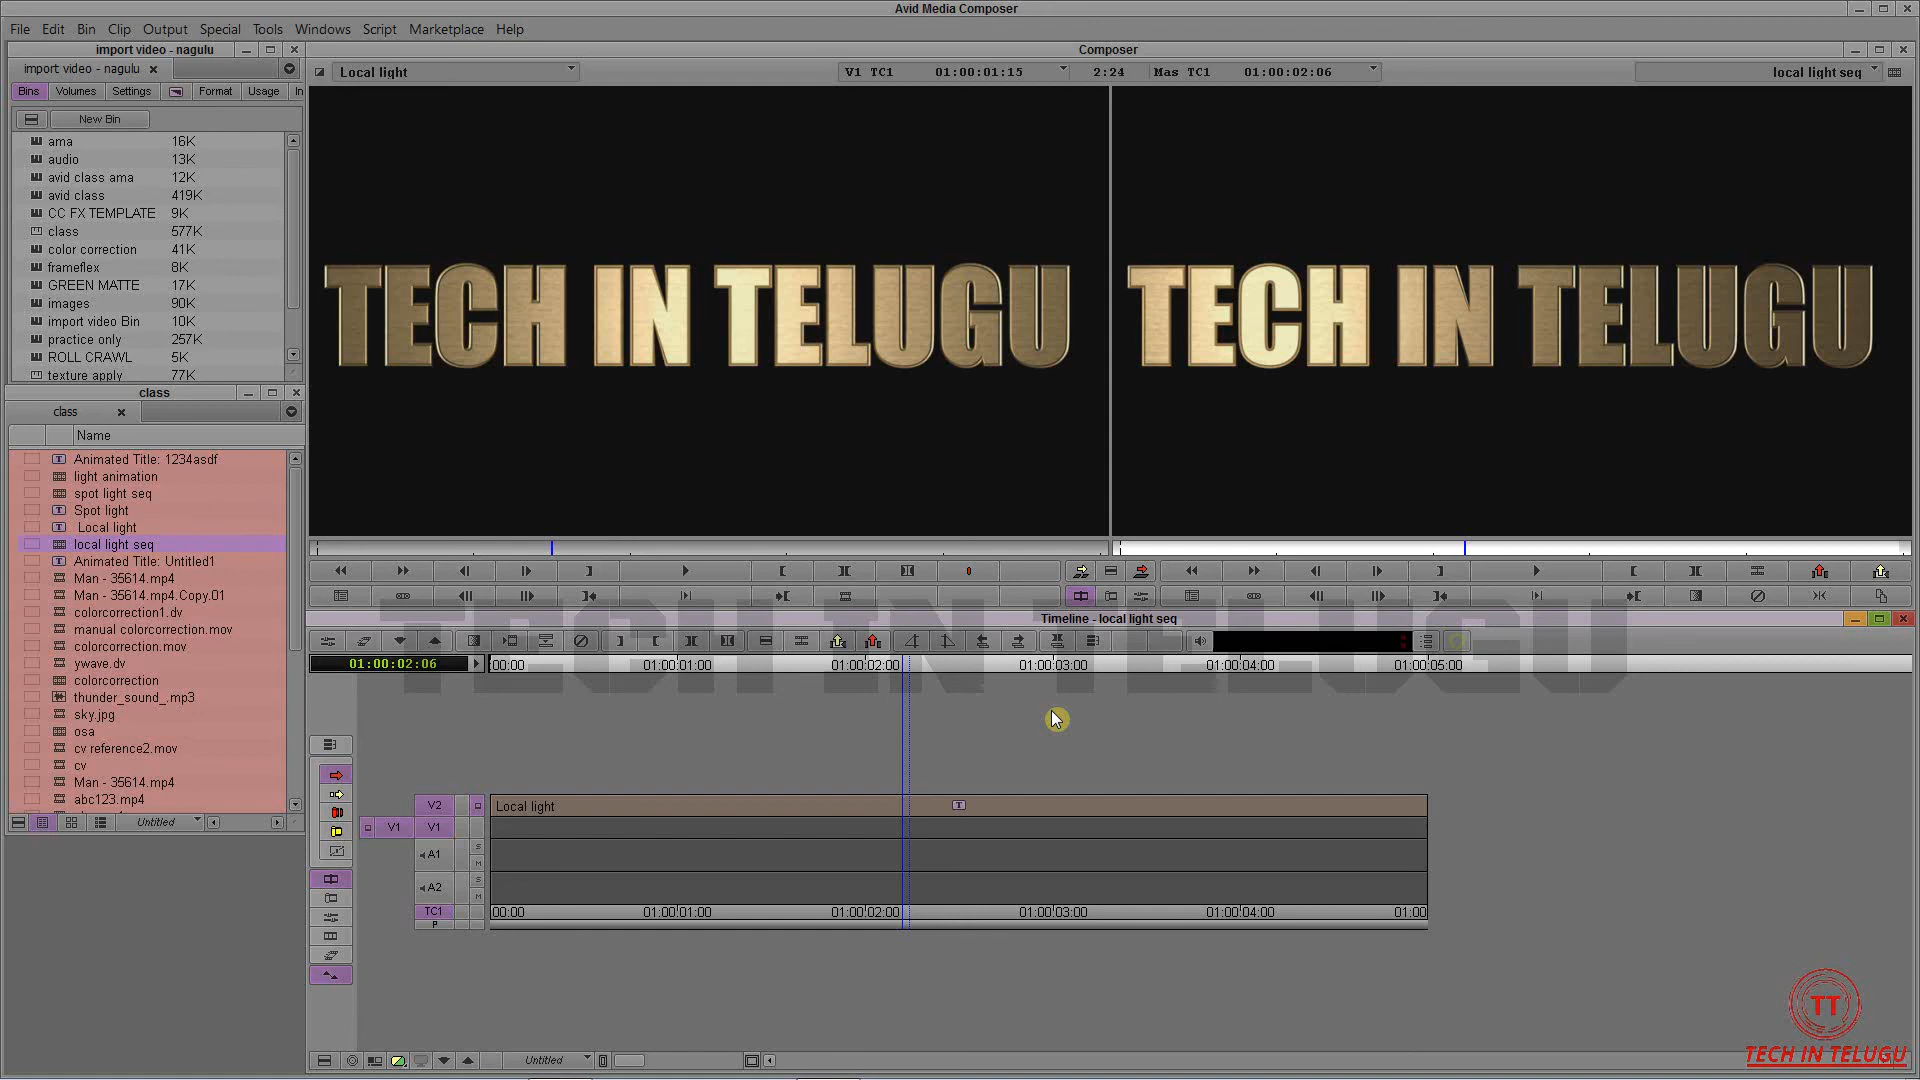 Avid Media Composer
File Edit Bin Clip Output Special Tools Windows Script Marketplace Help
import video - nagulu
import video - nagulu
Bins Volumes Settings Format Usage In
New Bin
ama 16K
audio 13K
avid class ama 12K
avid class 419K
CC FX TEMPLATE 9K
class 577K
color correction 41K
frameflex 8K
GREEN MATTE 17K
images 90K
import video Bin 10K
practice only 257K
ROLL CRAWL 5K
texture apply 77K
class
class
Name
Animated Title: 1234asdf
light animation
spot light seq
Spot light
Local light
local light seq
Animated Title: Untitled1
Man - 35614.mp4
Man - 35614.mp4.Copy.01
colorcorrection1.dv
manual colorcorrection.mov
colorcorrection.mov
ywave.dv
colorcorrection
thunder_sound_.mp3
sky.jpg
osa
cv reference2.mov
cv
Man - 35614.mp4
abc123.mp4
Untitled
Composer
Local light V1 TC1 01:00:01:15 2:24 Mas TC1 01:00:02:06 local light seq
TECH IN TELUGU
TECH IN TELUGU
Timeline - local light seq
TECH IN TELUGU
01:00:02:06
00:00 01:00:01:00 01:00:02:00 01:00:03:00 01:00:04:00 01:00:05:00
V2 Local light T
V1 V1
A1 S M
A2 S M
TC1 00:00 01:00:01:00 01:00:02:00 01:00:03:00 01:00:04:00 01:00
P
Untitled
TT
TECH IN TELUGU